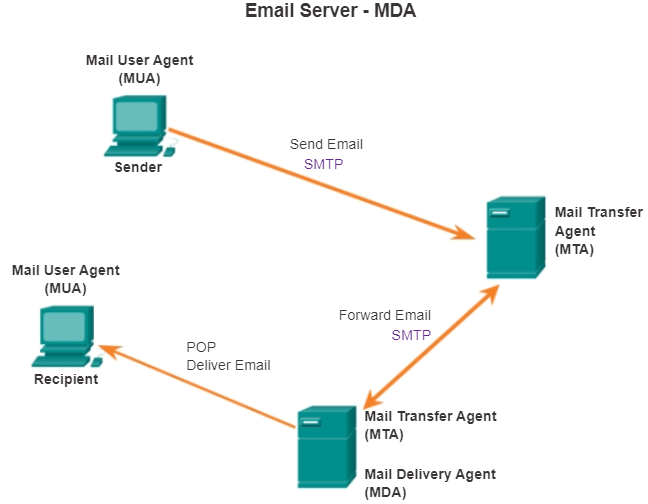 Email Server - MDA
Mail User Agent
(MUA)
Sender
Send Email
SMTP
Mail Transfer
Agent
(MTA)
Mail User Agent
(MUA)
Recipient
Forward Email
SMTP
POP
Deliver Email
Mail Transfer Agent
(MTA)
Mail Delivery Agent
(MDA)